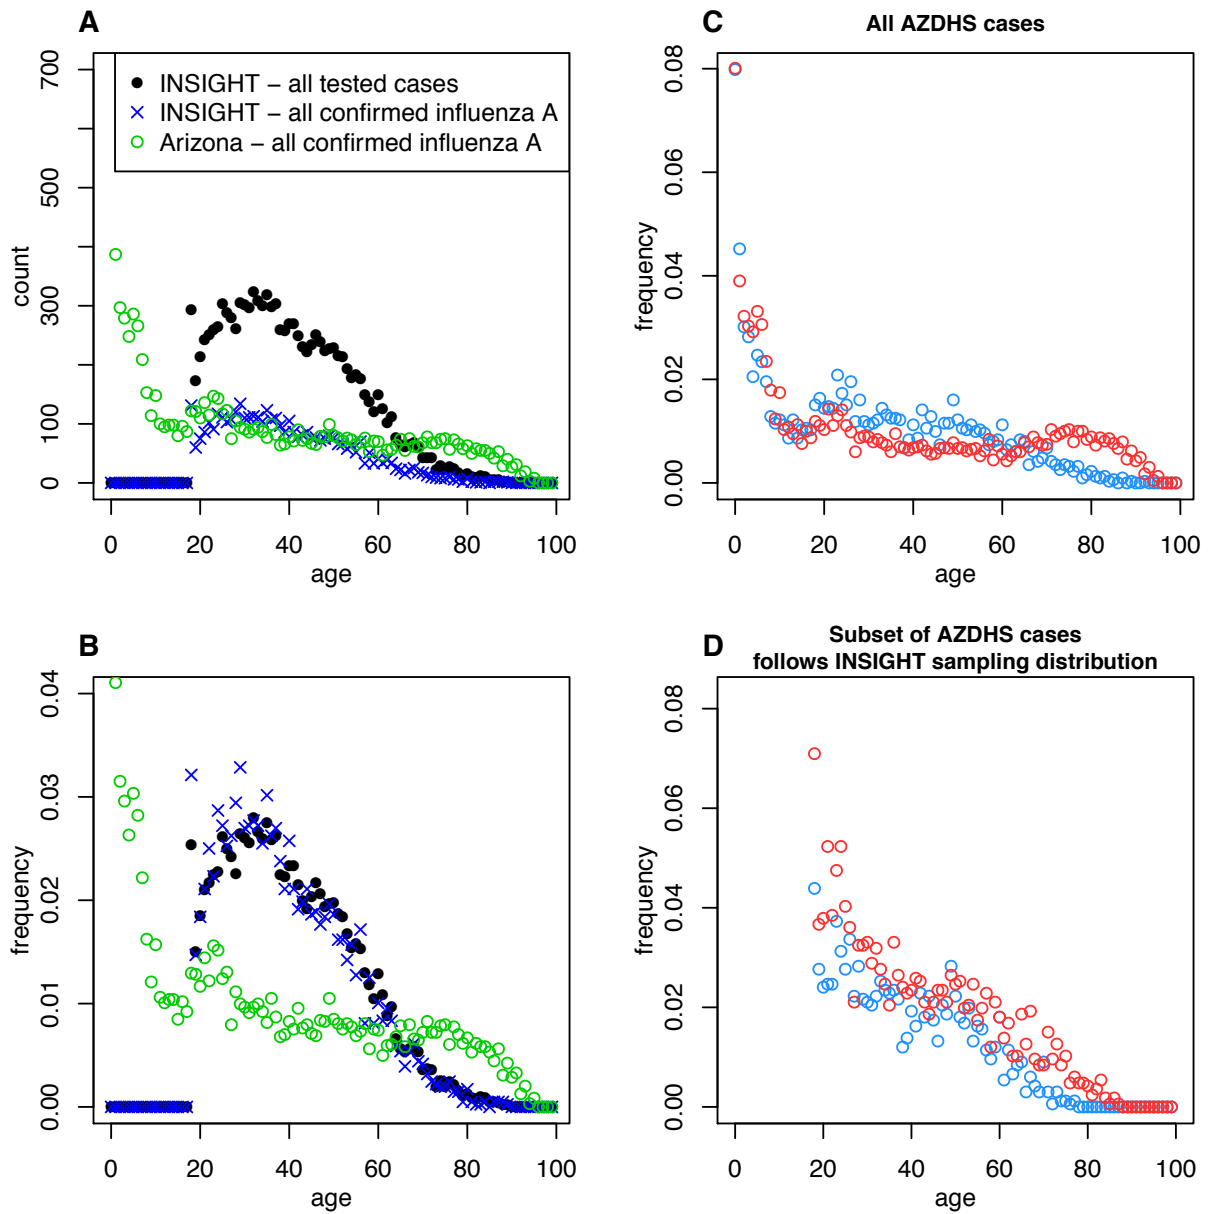 A
700
500
300
100
0
count
INSIGHT − all tested cases
INSIGHT − all confirmed influenza A
Arizona − all confirmed influenza A
0 20 40 60 80 100
age
C
All AZDHS cases
0.08
0.06
0.04
0.02
0.00
frequency
0 20 40 60 80 100
age
B
0.04
0.03
0.02
0.01
0.00
frequency
0 20 40 60 80 100
age
D
Subset of AZDHS cases
follows INSIGHT sampling distribution
0.08
0.06
0.04
0.02
0.00
frequency
0 20 40 60 80 100
age